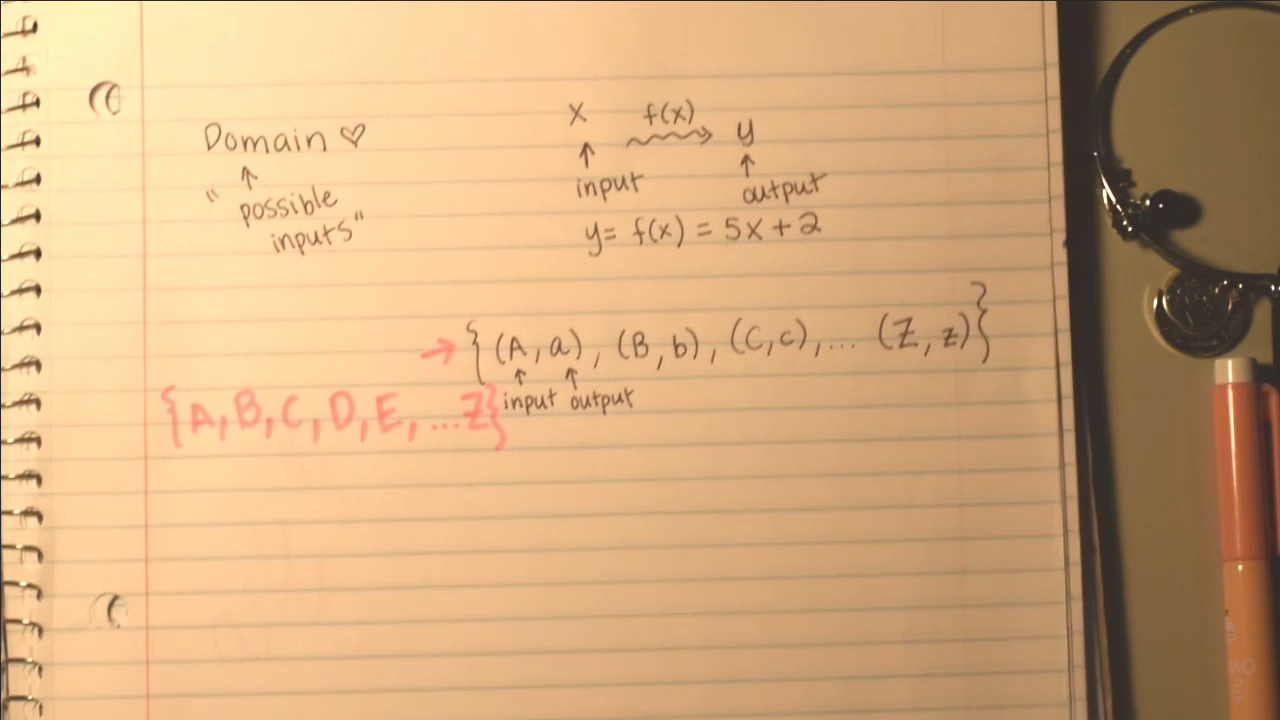 Domain ♡
↑
"possible
inputs"
x f(x) y
↑ ↑
input output
y= f(x) = 5x+2
→ {(A,a), (B,b), (C,c),... (Z,z)}
↑ ↑
input output
{A,B,C,D,E,...Z}